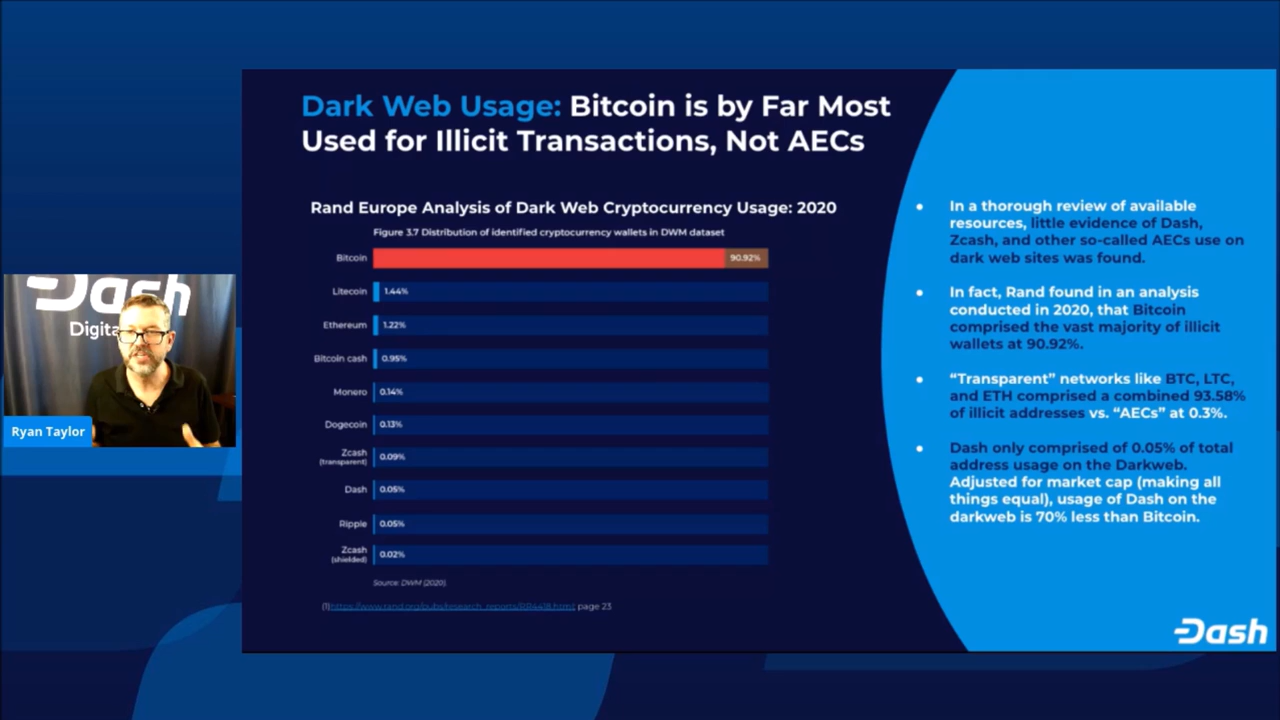 Dark Web Usage: Bitcoin is by Far Most
Used for Illicit Transactions, Not AECs
Rand Europe Analysis of Dark Web Cryptocurrency Usage: 2020
Figure 3.7 Distribution of identified cryptocurrency wallets in DWM dataset
Bitcoin 90.92%
Litecoin 1.44%
Ethereum 1.22%
Bitcoin cash 0.95%
Monero 0.14%
Dogecoin 0.13%
Zcash
(transparent) 0.09%
Dash 0.05%
Ripple 0.05%
Zcash
(shielded) 0.02%
Source: DWM (2020)
(1)https://www.rand.org/pubs/research_reports/RR4418.html; page 23
• In a thorough review of available
resources, little evidence of Dash,
Zcash, and other so-called AECs use on
dark web sites was found.
• In fact, Rand found in an analysis
conducted in 2020, that Bitcoin
comprised the vast majority of illicit
wallets at 90.92%.
• “Transparent” networks like BTC, LTC,
and ETH comprised a combined 93.58%
of illicit addresses vs. “AECs” at 0.3%.
• Dash only comprised of 0.05% of total
address usage on the Darkweb.
Adjusted for market cap (making all
things equal), usage of Dash on the
darkweb is 70% less than Bitcoin.
Dash
Dash
Digita
Ryan Taylor